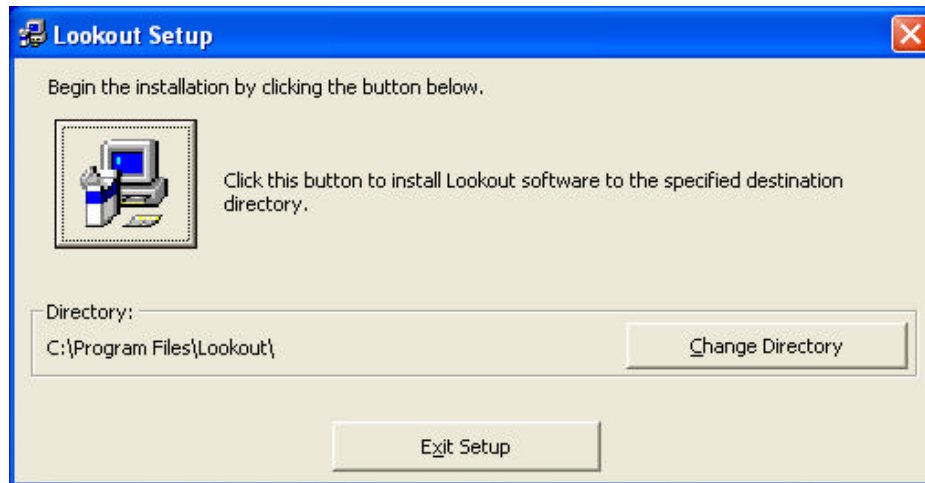 Lookout Setup
Begin the installation by clicking the button below.
Click this button to install Lookout software to the specified destination
directory.
Directory:
C:\Program Files\Lookout\
Change Directory
Exit Setup